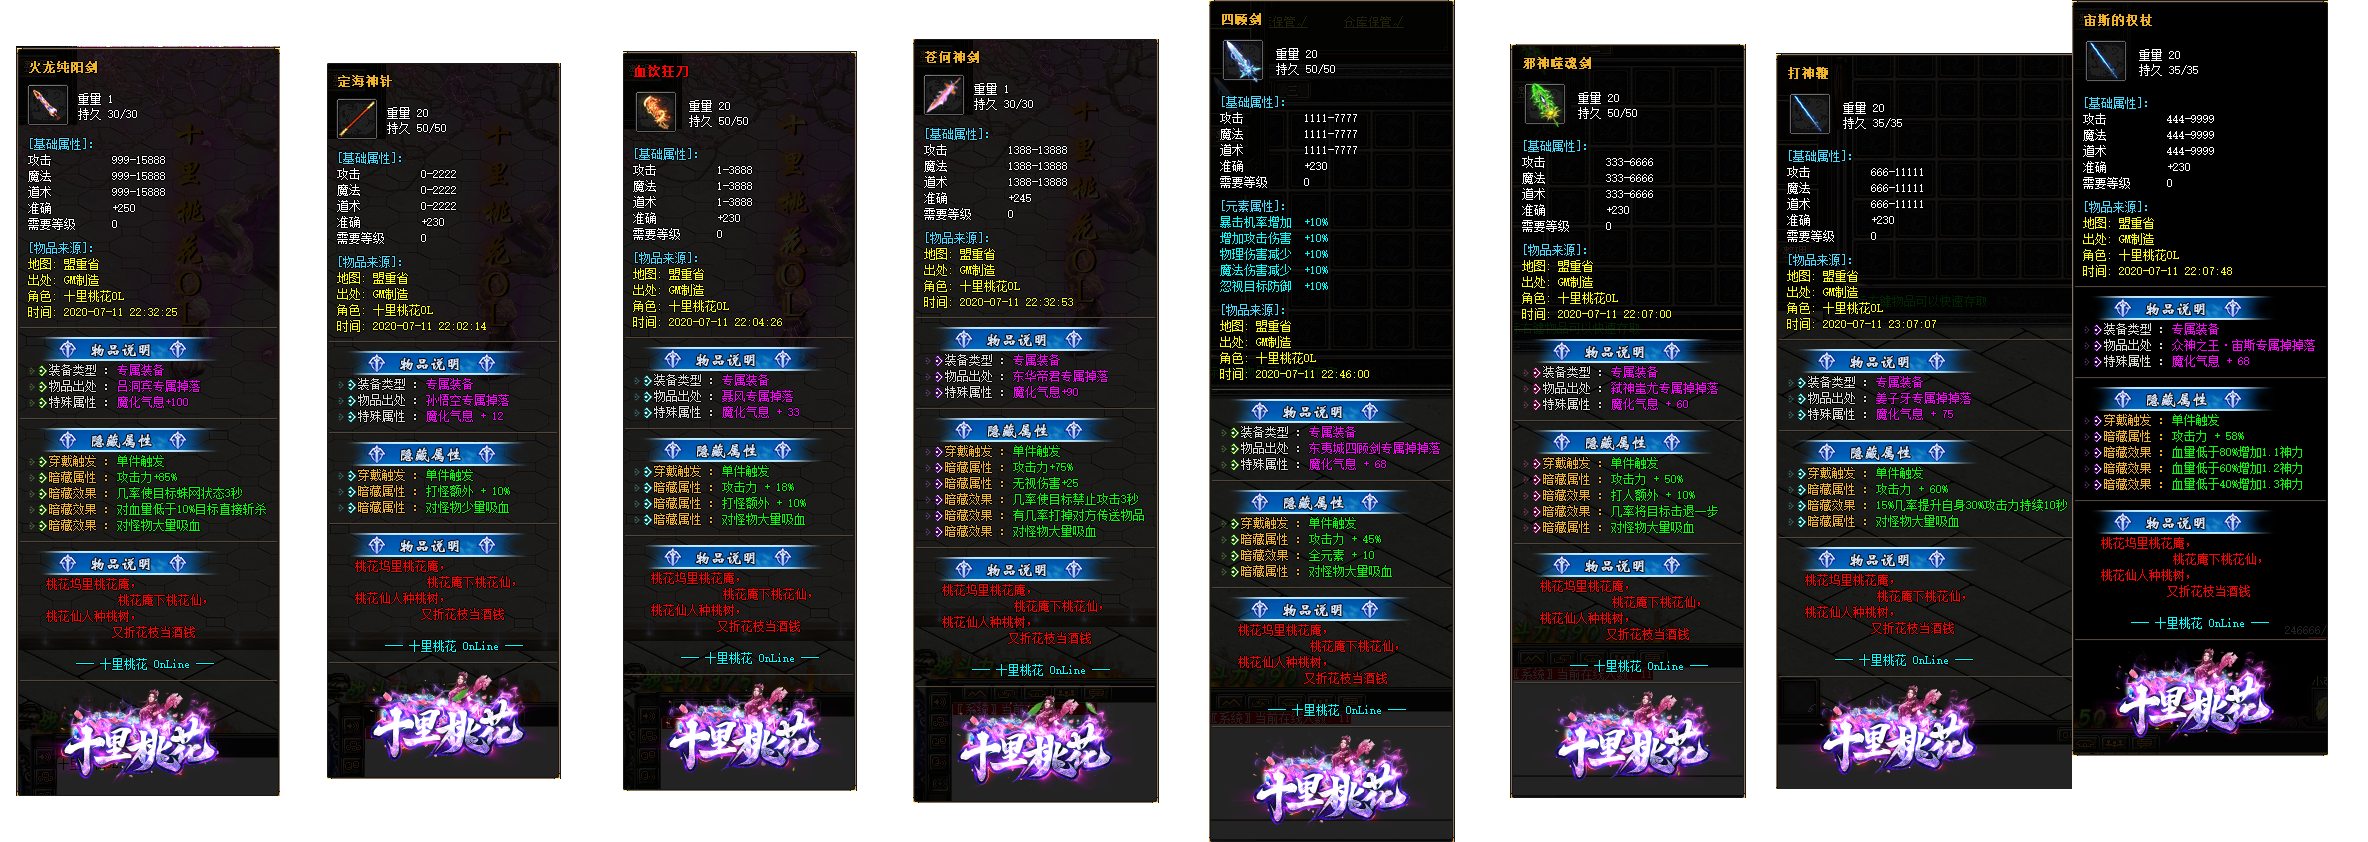 火龙纯阳剑
重量 1
持久 30/30
[基础属性]:
攻击 999-15888
魔法 999-15888
道术 999-15888
准确 +250
需要等级 0
[物品来源]:
地图: 盟重省
出处: GM制造
角色: 十里桃花OL
时间: 2020-07-11 22:32:25
物品说明
装备类型 : 专属装备
物品出处 : 吕洞宾专属掉落
特殊属性 : 魔化气息+100
隐藏属性
穿戴触发 : 单件触发
暗藏属性 : 攻击力+85%
暗藏效果 : 几率使目标蛛网状态3秒
暗藏效果 : 对血量低于10%目标直接斩杀
暗藏属性 : 对怪物大量吸血
物品说明
桃花坞里桃花庵，
桃花庵下桃花仙，
桃花仙人种桃树，
又折花枝当酒钱
── 十里桃花 OnLine ──
十里桃花
定海神针
重量 20
持久 50/50
[基础属性]:
攻击 0-2222
魔法 0-2222
道术 0-2222
准确 +230
需要等级 0
[物品来源]:
地图: 盟重省
出处: GM制造
角色: 十里桃花OL
时间: 2020-07-11 22:02:14
物品说明
装备类型 : 专属装备
物品出处 : 孙悟空专属掉落
特殊属性 : 魔化气息 + 12
隐藏属性
穿戴触发 : 单件触发
暗藏属性 : 打怪额外 + 10%
暗藏属性 : 对怪物少量吸血
物品说明
桃花坞里桃花庵，
桃花庵下桃花仙，
桃花仙人种桃树，
又折花枝当酒钱
── 十里桃花 OnLine ──
十里桃花
血饮狂刀
重量 20
持久 50/50
[基础属性]:
攻击 1-3888
魔法 1-3888
道术 1-3888
准确 +230
需要等级 0
[物品来源]:
地图: 盟重省
出处: GM制造
角色: 十里桃花OL
时间: 2020-07-11 22:04:26
物品说明
装备类型 : 专属装备
物品出处 : 聂风专属掉落
特殊属性 : 魔化气息 + 33
隐藏属性
穿戴触发 : 单件触发
暗藏属性 : 攻击力 + 18%
暗藏属性 : 打怪额外 + 10%
暗藏属性 : 对怪物大量吸血
物品说明
桃花坞里桃花庵，
桃花庵下桃花仙，
桃花仙人种桃树，
又折花枝当酒钱
── 十里桃花 OnLine ──
十里桃花
苍何神剑
重量 1
持久 30/30
[基础属性]:
攻击 1388-13888
魔法 1388-13888
道术 1388-13888
准确 +245
需要等级 0
[物品来源]:
地图: 盟重省
出处: GM制造
角色: 十里桃花OL
时间: 2020-07-11 22:32:53
物品说明
装备类型 : 专属装备
物品出处 : 东华帝君专属掉落
特殊属性 : 魔化气息+90
隐藏属性
穿戴触发 : 单件触发
暗藏属性 : 攻击力+75%
暗藏属性 : 无视伤害+25
暗藏效果 : 几率使目标禁止攻击3秒
暗藏效果 : 有几率打掉对方传送物品
暗藏属性 : 对怪物大量吸血
物品说明
桃花坞里桃花庵，
桃花庵下桃花仙，
桃花仙人种桃树，
又折花枝当酒钱
── 十里桃花 OnLine ──
十里桃花
四顾剑
重量 20
持久 50/50
[基础属性]:
攻击 1111-7777
魔法 1111-7777
道术 1111-7777
准确 +230
需要等级 0
[元素属性]:
暴击机率增加 +10%
增加攻击伤害 +10%
物理伤害减少 +10%
魔法伤害减少 +10%
忽视目标防御 +10%
[物品来源]:
地图: 盟重省
出处: GM制造
角色: 十里桃花OL
时间: 2020-07-11 22:46:00
物品说明
装备类型 : 专属装备
物品出处 : 东夷城四顾剑专属掉落
特殊属性 : 魔化气息 + 68
隐藏属性
穿戴触发 : 单件触发
暗藏属性 : 攻击力 + 45%
暗藏效果 : 全元素 + 10
暗藏属性 : 对怪物大量吸血
物品说明
桃花坞里桃花庵，
桃花庵下桃花仙，
桃花仙人种桃树，
又折花枝当酒钱
── 十里桃花 OnLine ──
十里桃花
邪神噬魂剑
重量 20
持久 50/50
[基础属性]:
攻击 333-6666
魔法 333-6666
道术 333-6666
准确 +230
需要等级 0
[物品来源]:
地图: 盟重省
出处: GM制造
角色: 十里桃花OL
时间: 2020-07-11 22:07:00
物品说明
装备类型 : 专属装备
物品出处 : 弑神蚩尤专属掉落
特殊属性 : 魔化气息 + 60
隐藏属性
穿戴触发 : 单件触发
暗藏属性 : 攻击力 + 50%
暗藏效果 : 打人额外 + 10%
暗藏效果 : 几率将目标击退一步
暗藏属性 : 对怪物大量吸血
物品说明
桃花坞里桃花庵，
桃花庵下桃花仙，
桃花仙人种桃树，
又折花枝当酒钱
── 十里桃花 OnLine ──
十里桃花
打神鞭
重量 20
持久 35/35
[基础属性]:
攻击 666-11111
魔法 666-11111
道术 666-11111
准确 +230
需要等级 0
[物品来源]:
地图: 盟重省
出处: GM制造
角色: 十里桃花OL
时间: 2020-07-11 23:07:07
物品说明
装备类型 : 专属装备
物品出处 : 姜子牙专属掉落
特殊属性 : 魔化气息 + 75
隐藏属性
穿戴触发 : 单件触发
暗藏属性 : 攻击力 + 60%
暗藏效果 : 15%几率提升自身30%攻击力持续10秒
暗藏属性 : 对怪物大量吸血
物品说明
桃花坞里桃花庵，
桃花庵下桃花仙，
桃花仙人种桃树，
又折花枝当酒钱
── 十里桃花 OnLine ──
十里桃花
宙斯的权杖
重量 20
持久 35/35
[基础属性]:
攻击 444-9999
魔法 444-9999
道术 444-9999
准确 +230
需要等级 0
[物品来源]:
地图: 盟重省
出处: GM制造
角色: 十里桃花OL
时间: 2020-07-11 22:07:48
物品说明
装备类型 : 专属装备
物品出处 : 众神之王·宙斯专属掉落
特殊属性 : 魔化气息 + 68
隐藏属性
穿戴触发 : 单件触发
暗藏属性 : 攻击力 + 58%
暗藏效果 : 血量低于80%增加1.1神力
暗藏效果 : 血量低于60%增加1.2神力
暗藏效果 : 血量低于40%增加1.3神力
物品说明
桃花坞里桃花庵，
桃花庵下桃花仙，
桃花仙人种桃树，
又折花枝当酒钱
── 十里桃花 OnLine ──
十里桃花